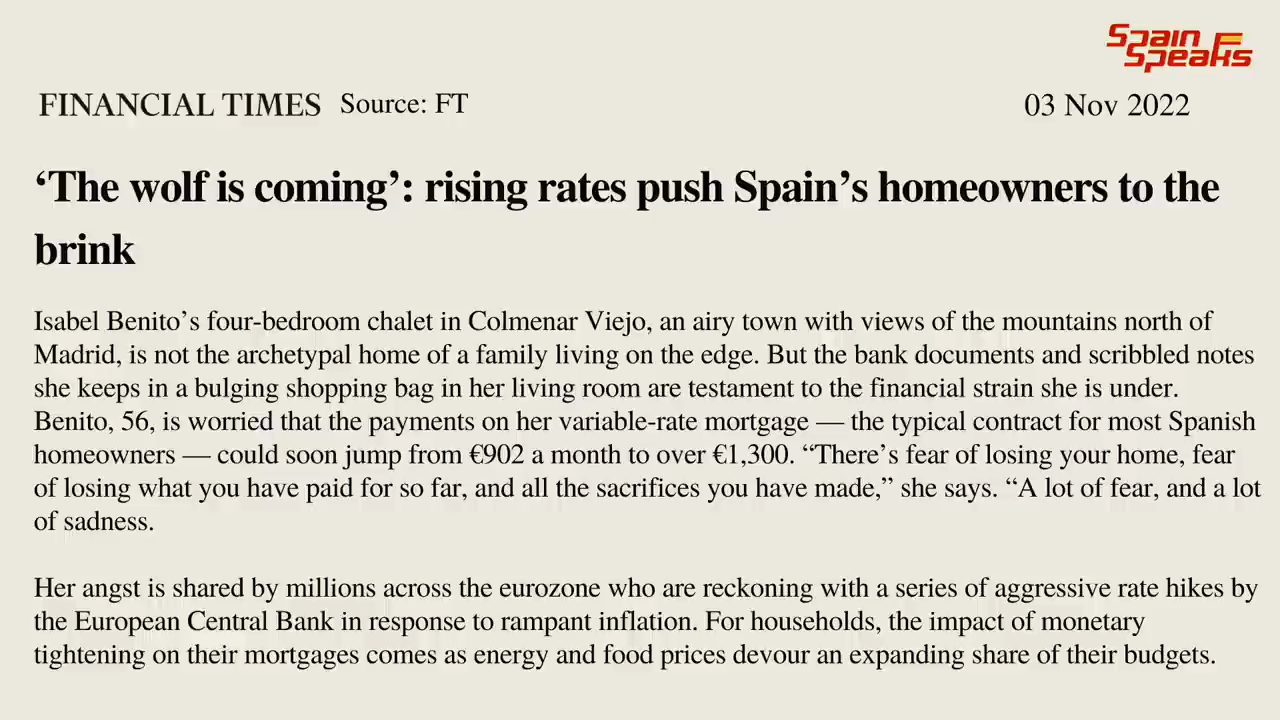 Spain
Speaks
FINANCIAL TIMES Source: FT 03 Nov 2022
‘The wolf is coming’: rising rates push Spain’s homeowners to the
brink
Isabel Benito’s four-bedroom chalet in Colmenar Viejo, an airy town with views of the mountains north of
Madrid, is not the archetypal home of a family living on the edge. But the bank documents and scribbled notes
she keeps in a bulging shopping bag in her living room are testament to the financial strain she is under.
Benito, 56, is worried that the payments on her variable-rate mortgage — the typical contract for most Spanish
homeowners — could soon jump from €902 a month to over €1,300. “There’s fear of losing your home, fear
of losing what you have paid for so far, and all the sacrifices you have made,” she says. “A lot of fear, and a lot
of sadness.
Her angst is shared by millions across the eurozone who are reckoning with a series of aggressive rate hikes by
the European Central Bank in response to rampant inflation. For households, the impact of monetary
tightening on their mortgages comes as energy and food prices devour an expanding share of their budgets.